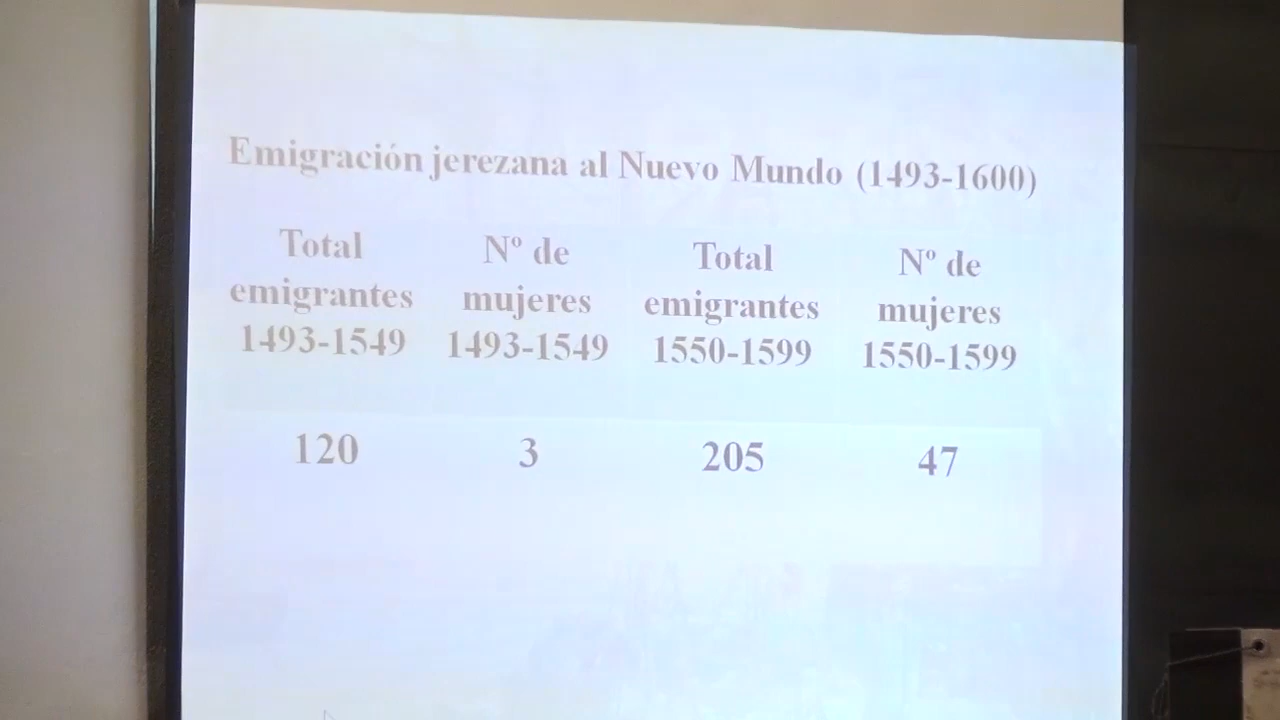 Emigración jerezana al Nuevo Mundo (1493-1600)
Total emigrantes 1493-1549
Nº de mujeres 1493-1549
Total emigrantes 1550-1599
Nº de mujeres 1550-1599
120 3 205 47